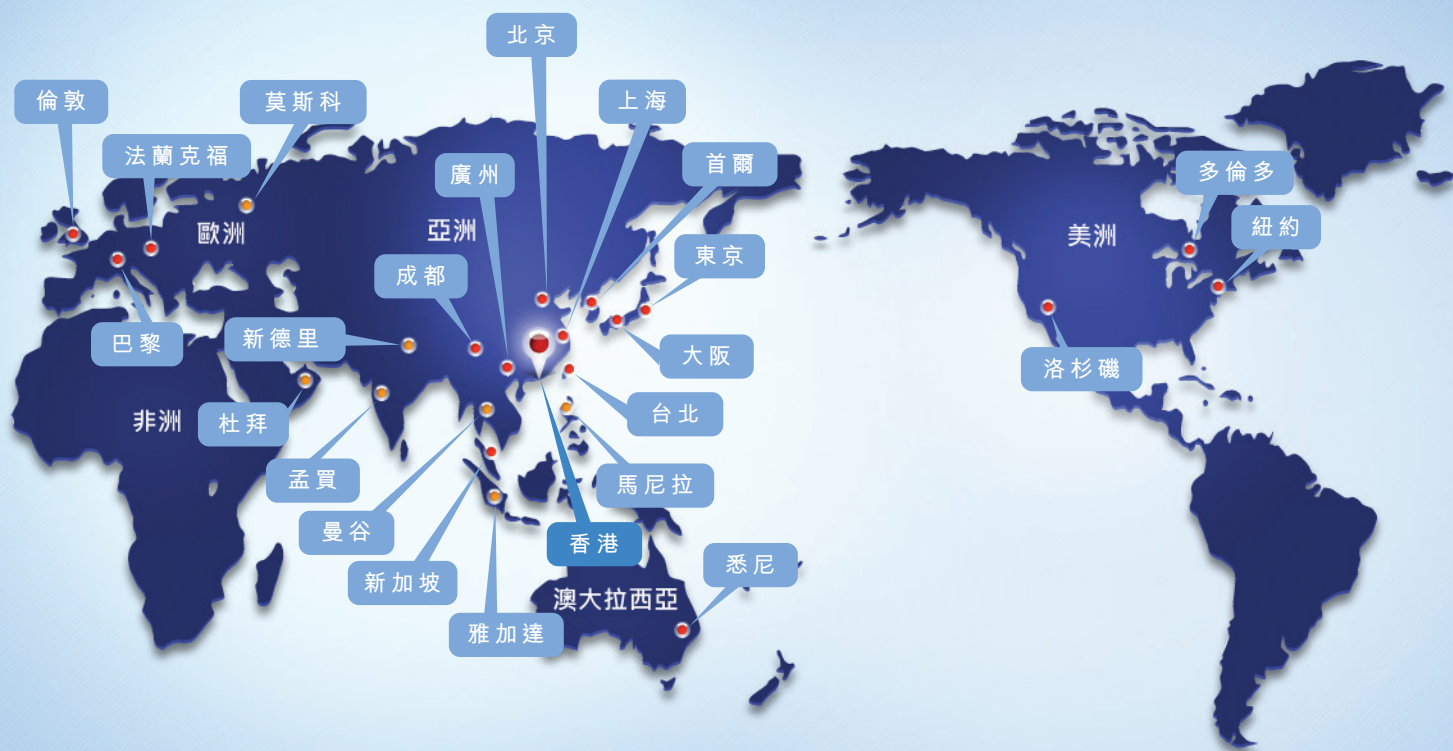 北京
倫敦
莫斯科
上海
法蘭克福
首爾
廣州
多倫多
紐約
歐洲
亞洲
美洲
東京
成都
巴黎
新德里
大阪
洛杉磯
非洲
杜拜
台北
孟買
馬尼拉
曼谷
香港
新加坡
悉尼
澳大拉西亞
雅加達